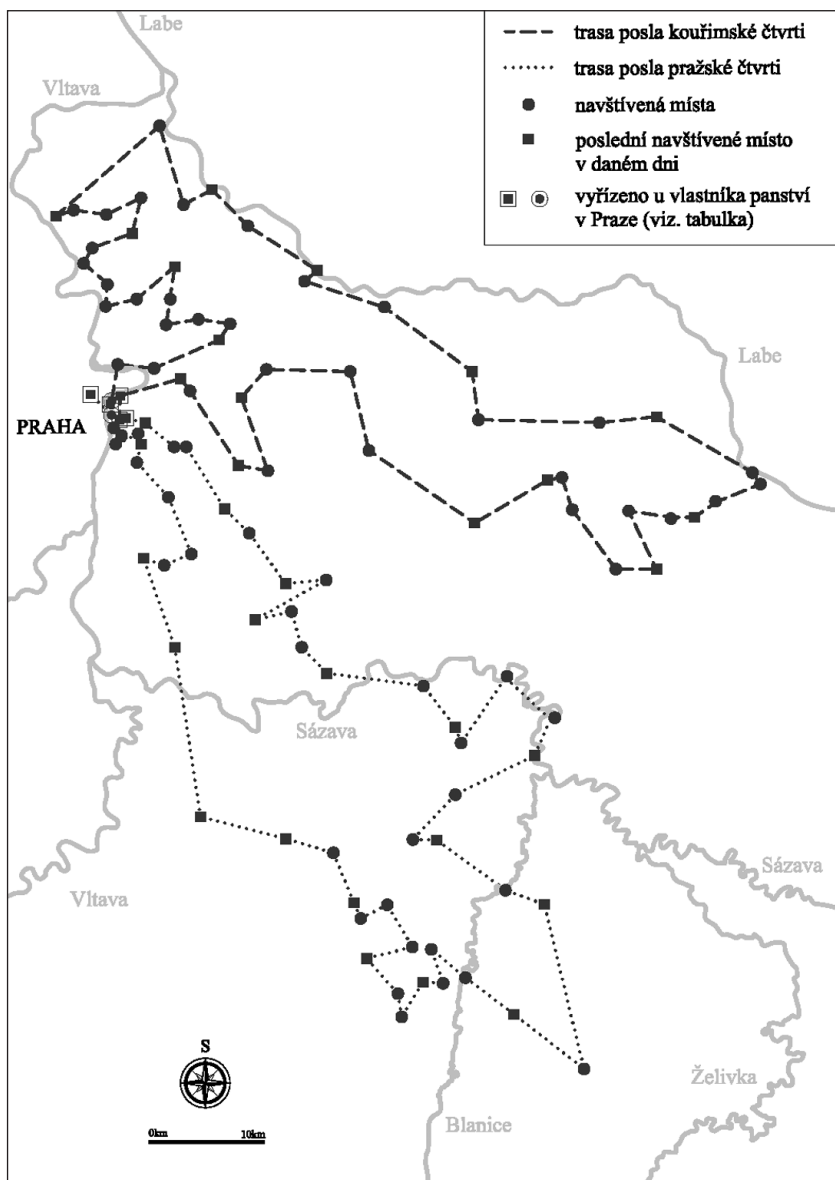 Labe
Vltava
trasa posla kouřimské čtvrti
trasa posla pražské čtvrti
navštívená místa
poslední navštívené místo
v daném dni
vyřízeno u vlastníka panství
v Praze (viz. tabulka)
Labe
PRAHA
Sázava
Vltava
Sázava
S
Želivka
0km 10km
Blanice